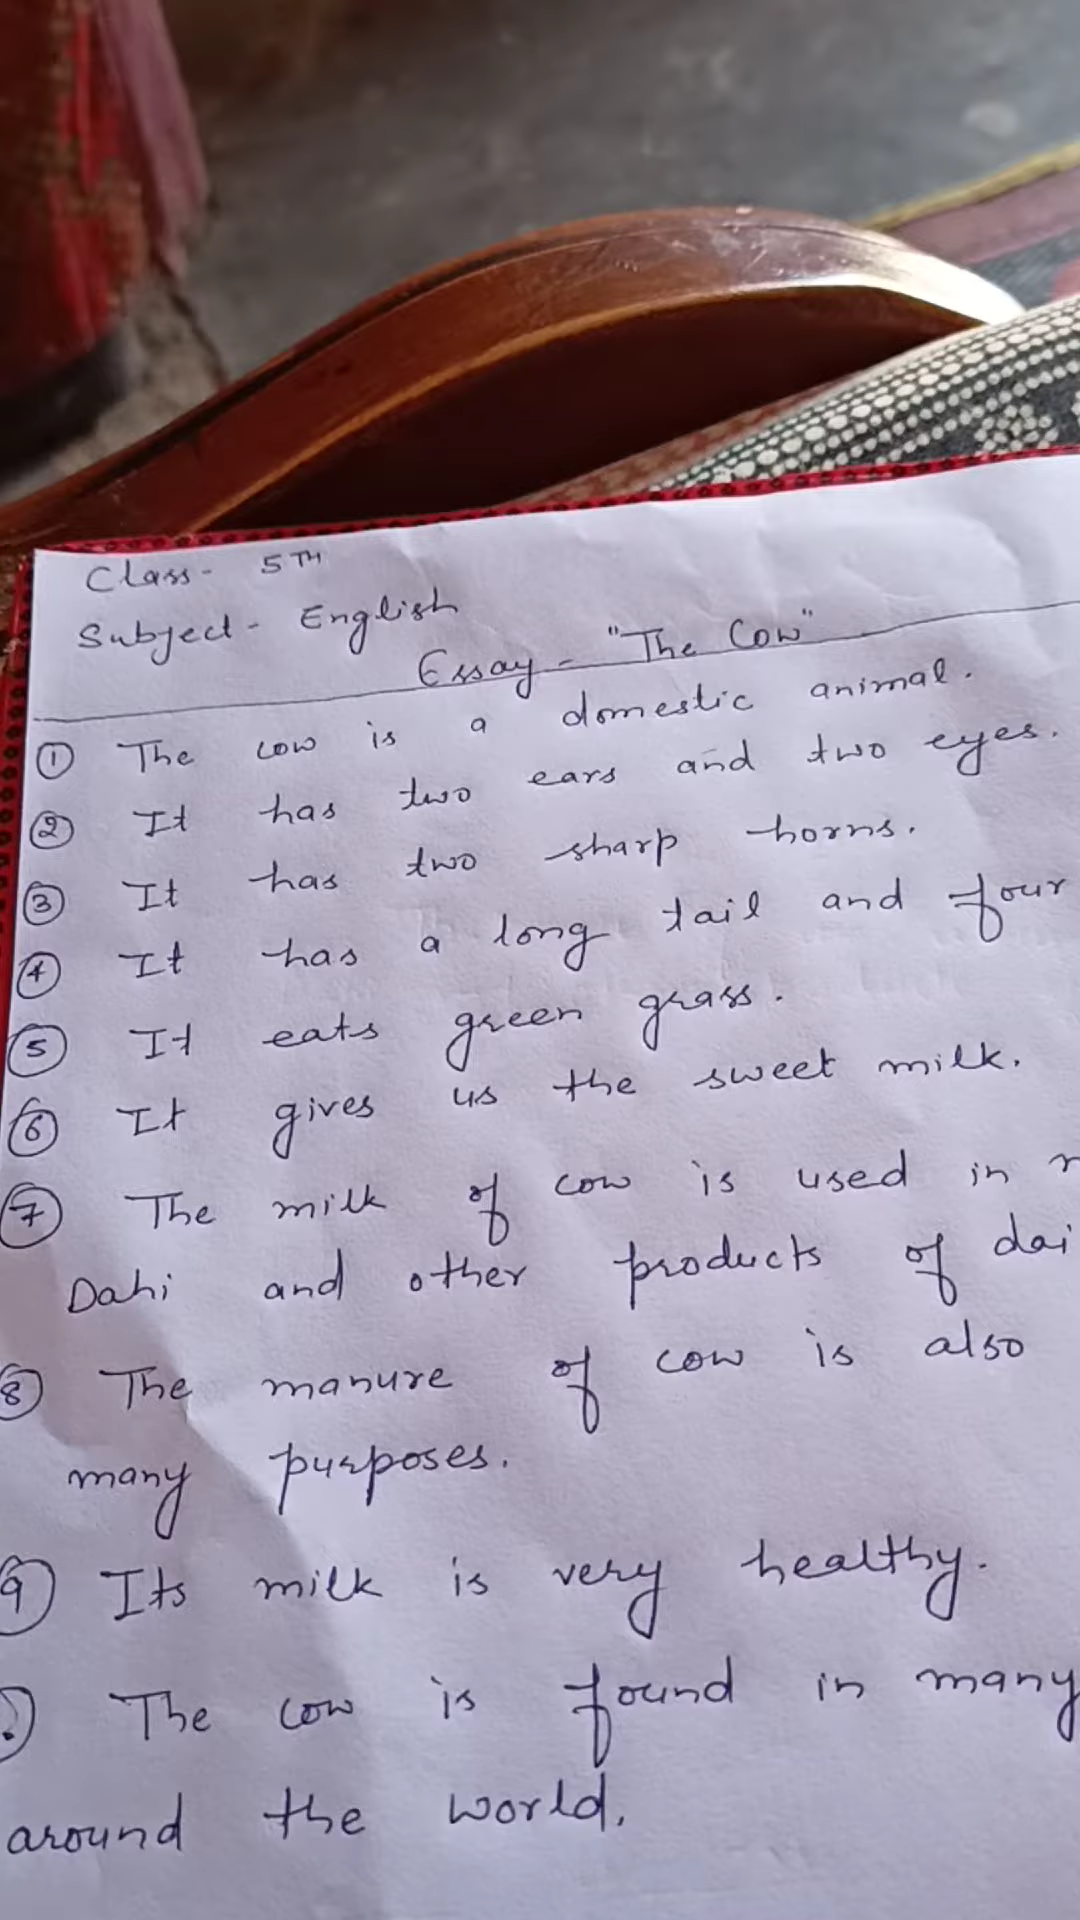 Class- 5TH
Subject- English
Essay - "The Cow"
① The cow is a domestic animal.
② It has two ears and two eyes.
③ It has two sharp horns.
④ It has a long tail and four
⑤ It eats green grass.
⑥ It gives us the sweet milk.
⑦ The milk of cow is used in
Dahi and other products of
⑧ The manure of cow is also
many purposes.
⑨ Its milk is very healthy.
The cow is found in many
around the world.